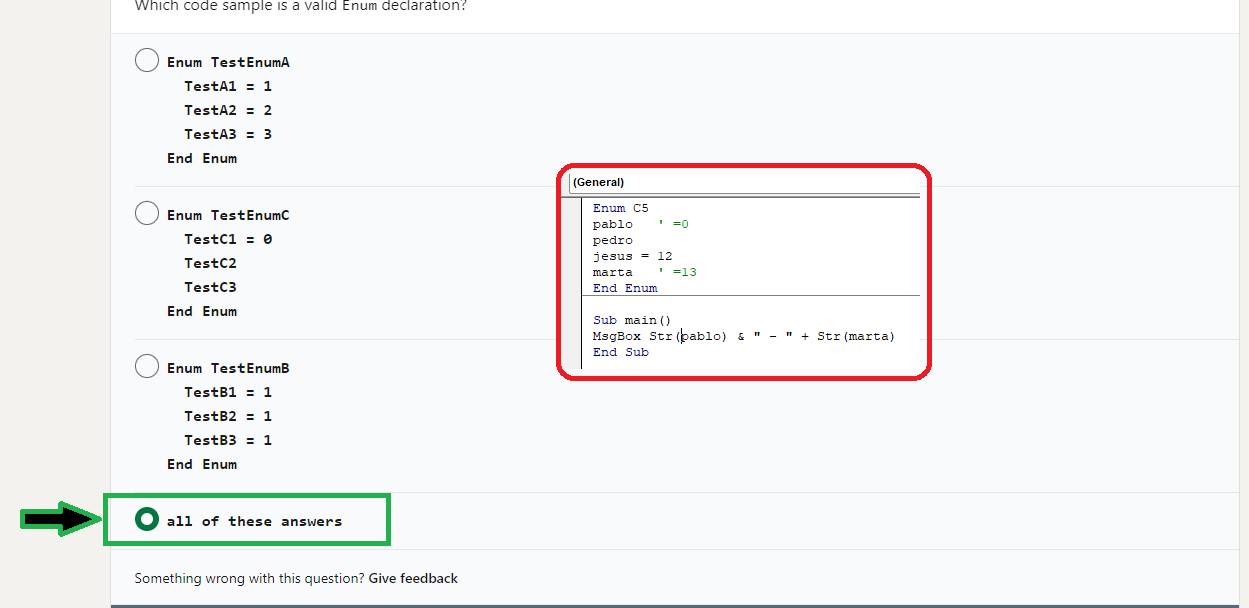 Which code sample is a valid Enum declaration?
Enum TestEnumA
TestA1 = 1
TestA2 = 2
TestA3 = 3
End Enum
Enum TestEnumC
TestC1 = 0
TestC2
TestC3
End Enum
(General)
Enum C5
pablo ' =0
pedro
jesus = 12
marta ' =13
End Enum
Sub main()
MsgBox Str(pablo) & " - " + Str(marta)
End Sub
Enum TestEnumB
TestB1 = 1
TestB2 = 1
TestB3 = 1
End Enum
all of these answers
Something wrong with this question? Give feedback